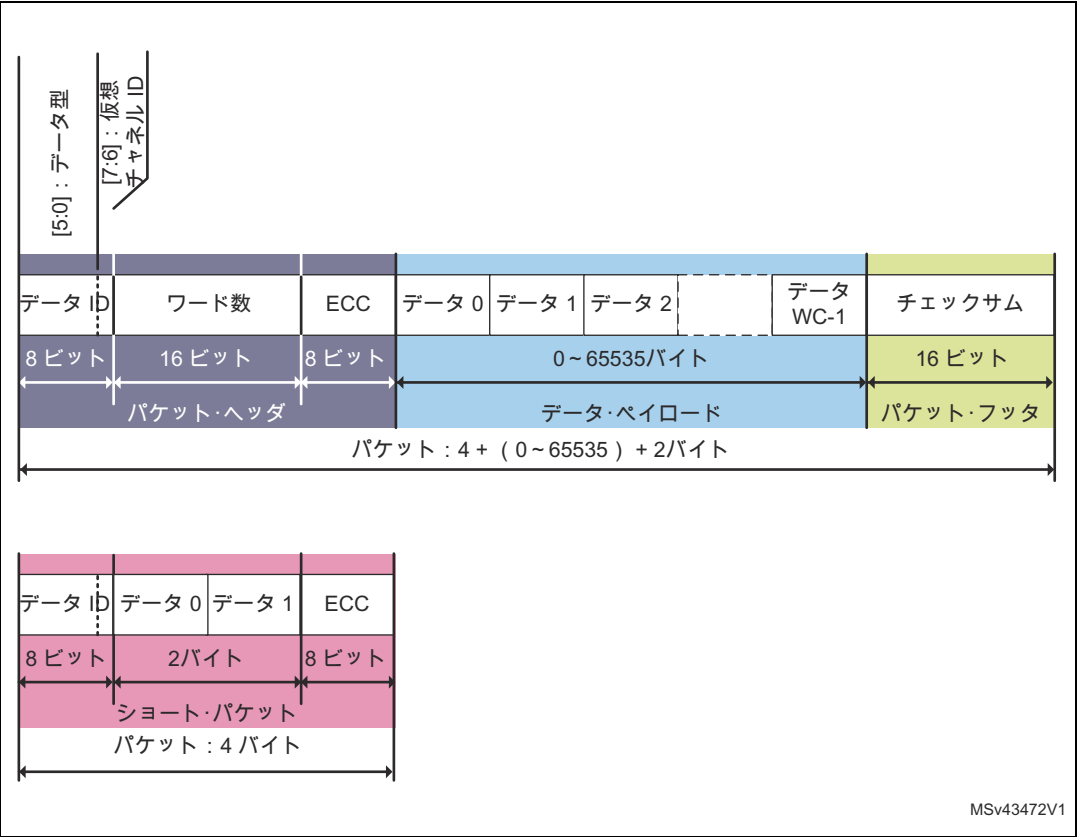 [5:0]：データ型
[7:6]：仮想
チャネル ID
データ ID
ワード数
ECC
データ 0
データ 1
データ 2
データ
WC-1
チェックサム
8 ビット
16 ビット
8 ビット
0~65535バイト
16 ビット
パケット·ヘッダ
データ·ペイロード
パケット·フッタ
パケット：4 +（0~65535）+ 2バイト
データ ID
データ 0
データ 1
ECC
8 ビット
2バイト
8 ビット
ショート·パケット
パケット：4 バイト
MSv43472V1